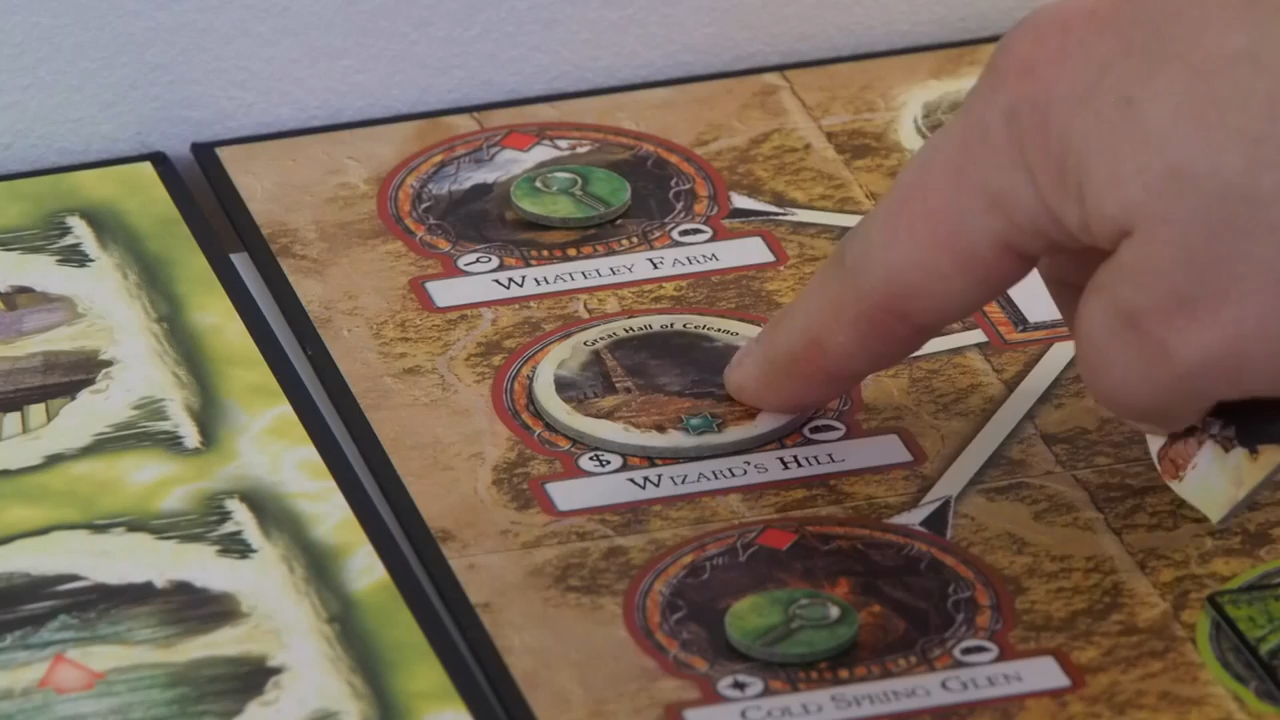 WHATELEY FARM
Great Hall of Celeano
$
WIZARD'S HILL
COLD SPRING GLEN